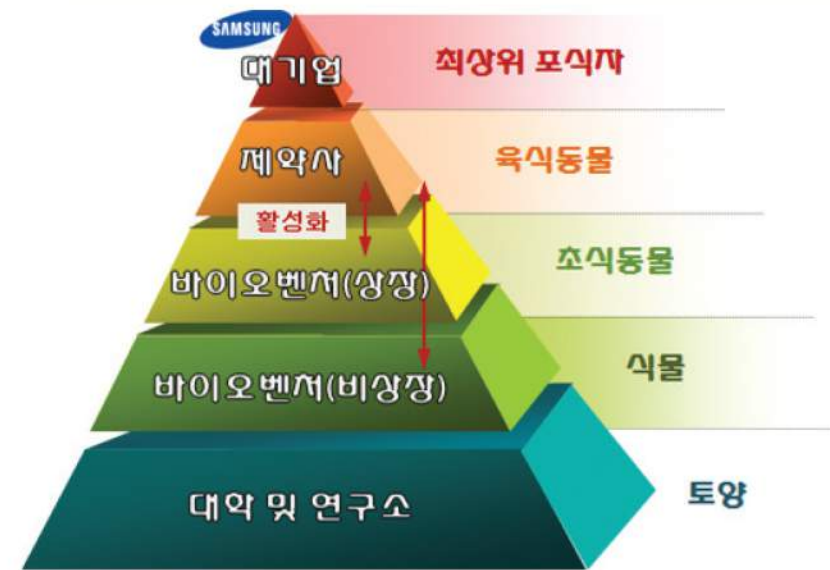 SAMSUNG
대기업
최상위 포식자
제약사
육식동물
활성화
초식동물
바이오벤처(상장)
식물
바이오벤처(비상장)
대학 및 연구소
토양